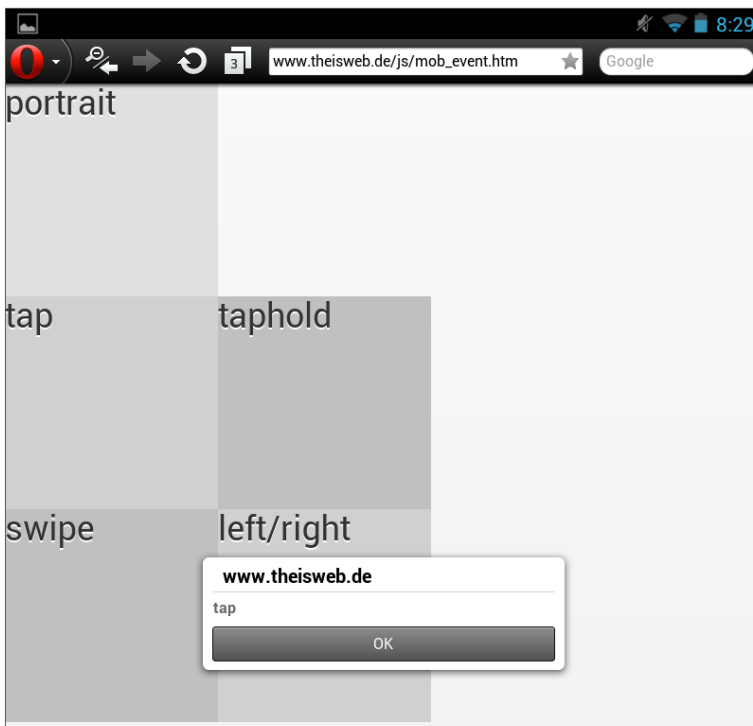 8:29
3 www.theisweb.de/js/mob_event.htm Google
portrait
tap taphold
swipe left/right
www.theisweb.de
tap
OK